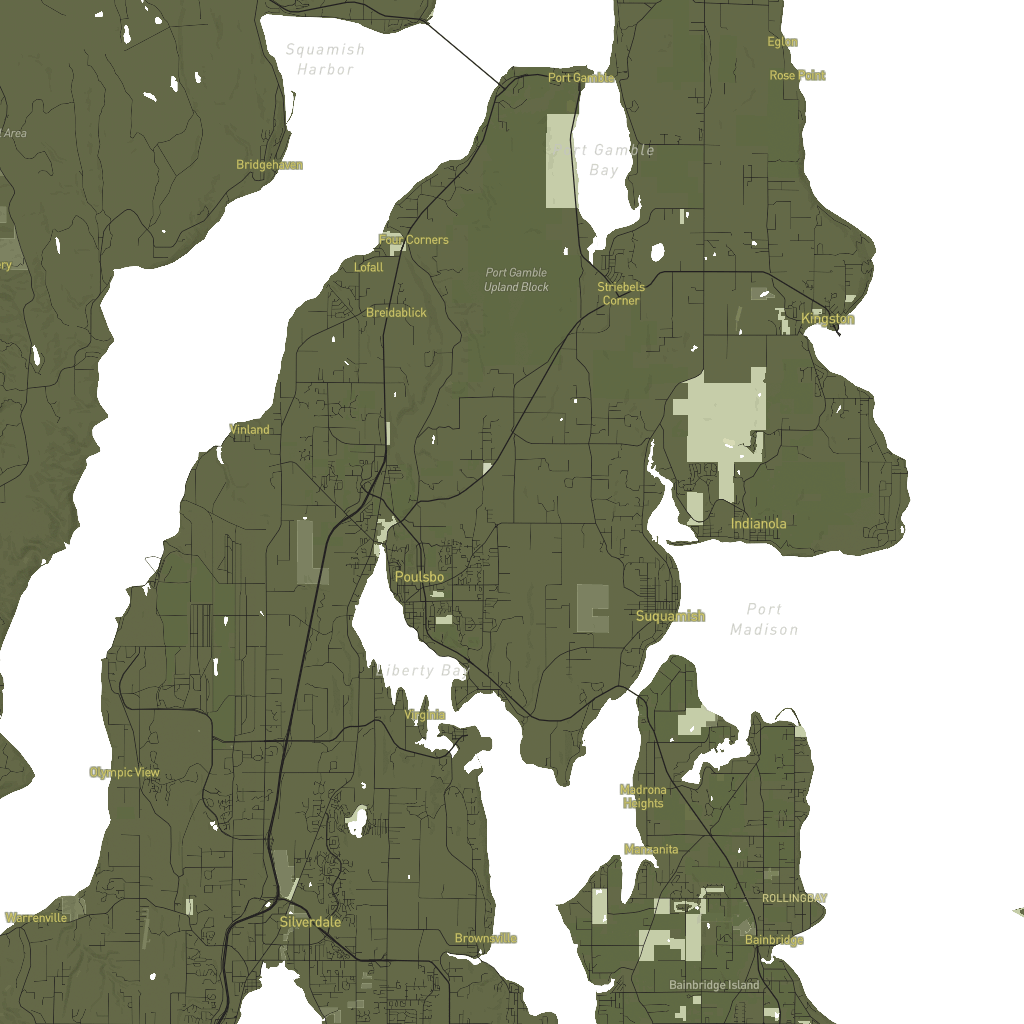 Eglon
Squamish
Harbor
Rose Point
Port Gamble
l Area
Port Gamble
Bay
Bridgehaven
Four Corners
ery
Lofall
Port Gamble
Upland Block
Striebels
Corner
Breidablick
Kingston
Vinland
Indianola
Poulsbo
Port
Madison
Suquamish
Liberty Bay
Virginia
Olympic View
Madrona
Heights
Manzanita
ROLLINGBAY
Warrenville
Silverdale
Brownsville
Bainbridge
Bainbridge Island